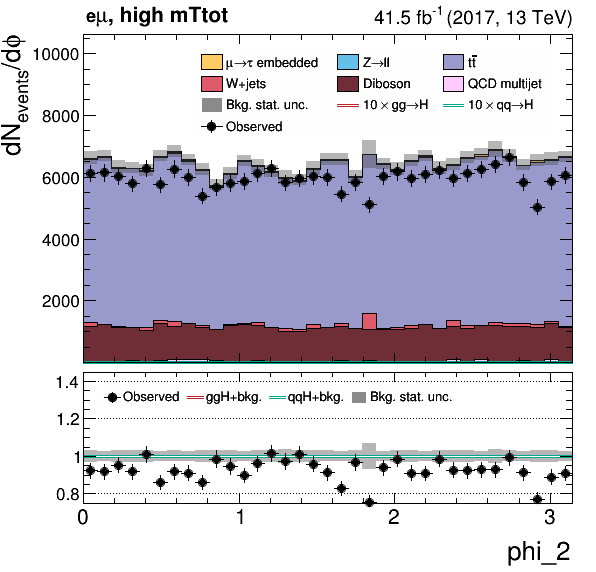 eμ, high mTtot 41.5 fb⁻¹ (2017, 13 TeV)
dN_events/dϕ
10000
8000
6000
4000
2000
μ→τ embedded Z→ll tt̄
W+jets Diboson QCD multijet
Bkg. stat. unc. 10 × gg→H 10 × qq→H
Observed
1.4
1.2
1
0.8
Observed ggH+bkg. qqH+bkg. Bkg. stat. unc.
0 1 2 3
phi_2